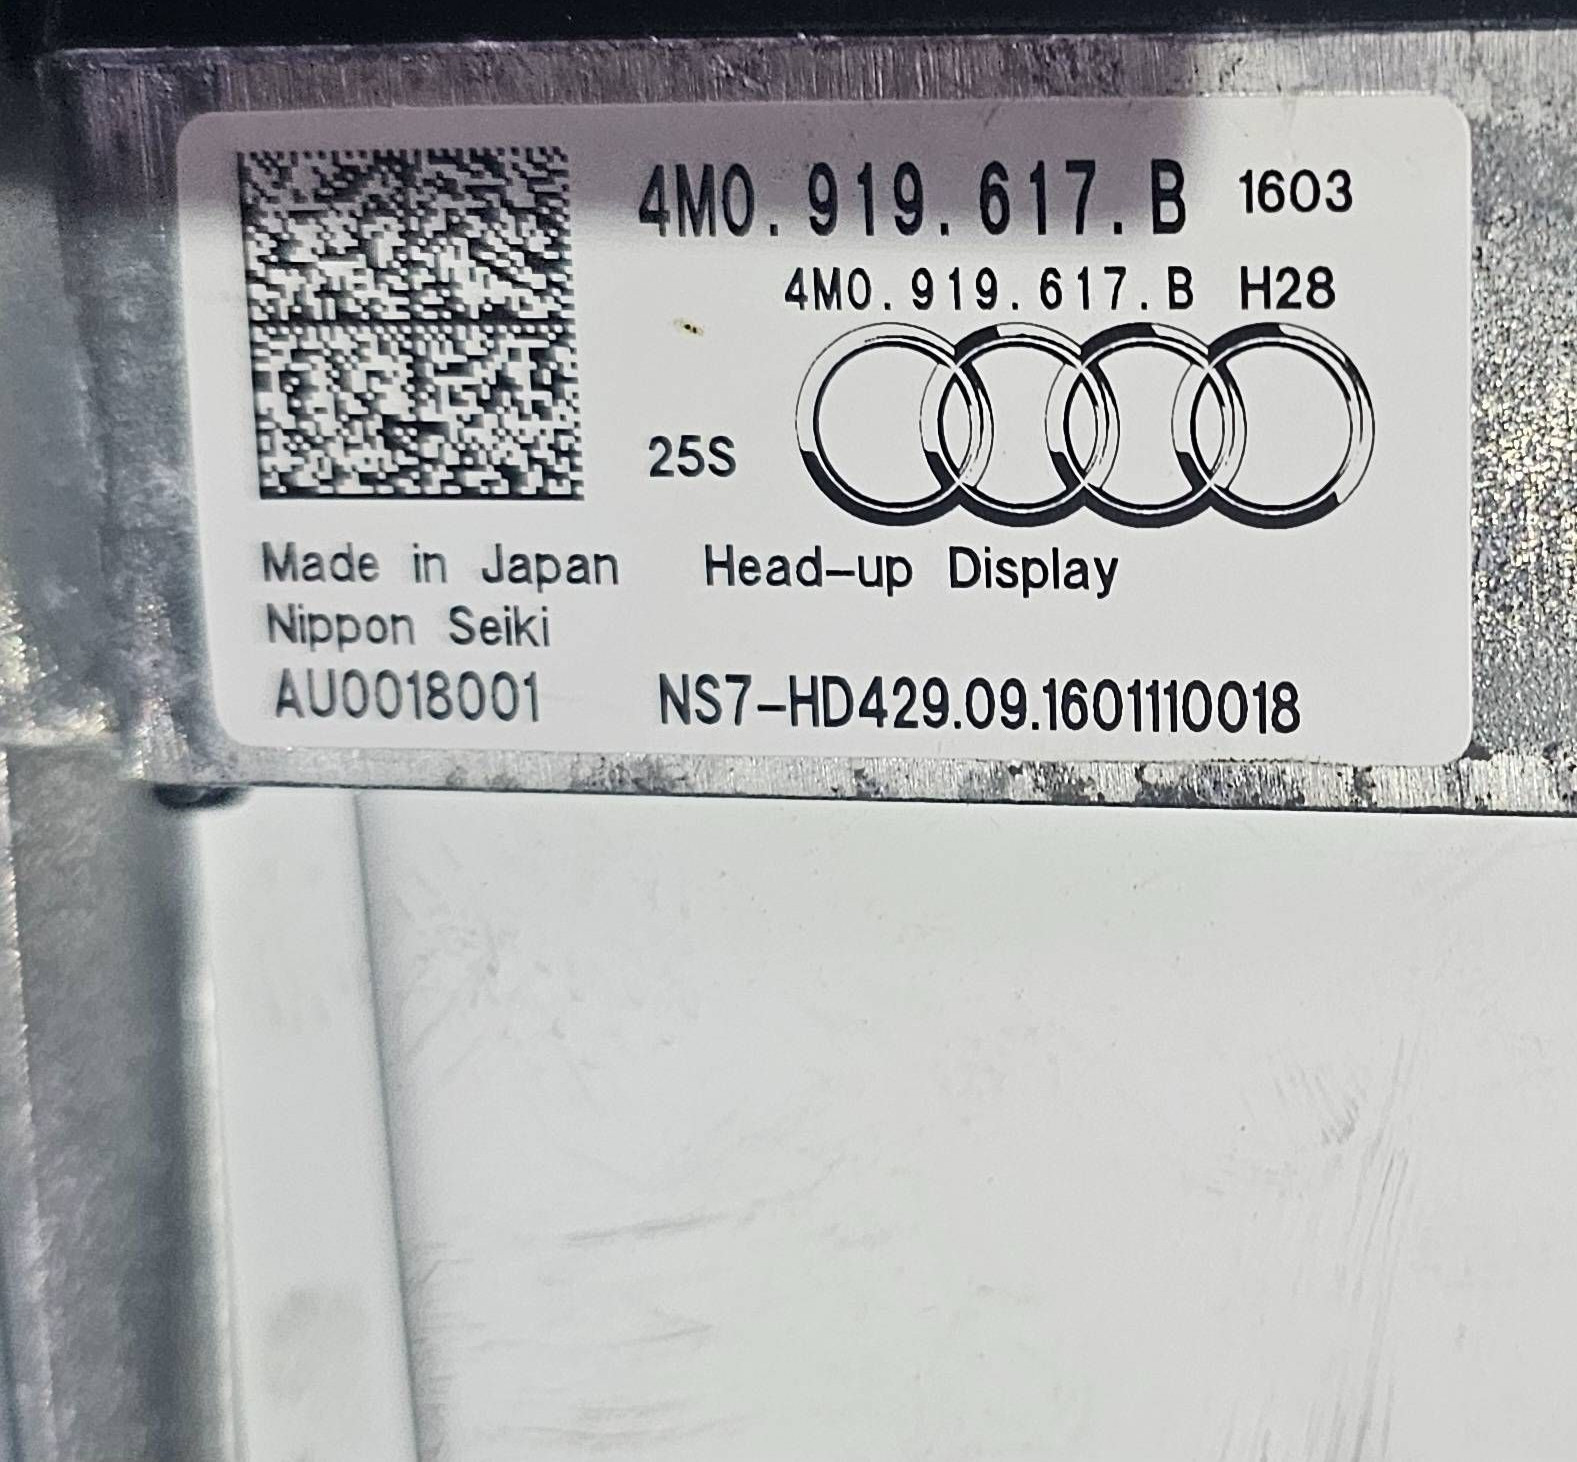 4M0.919.617.B 1603
4M0.919.617.B H28
25S
Made in Japan Head-up Display
Nippon Seiki
AU0018001 NS7-HD429.09.1601110018